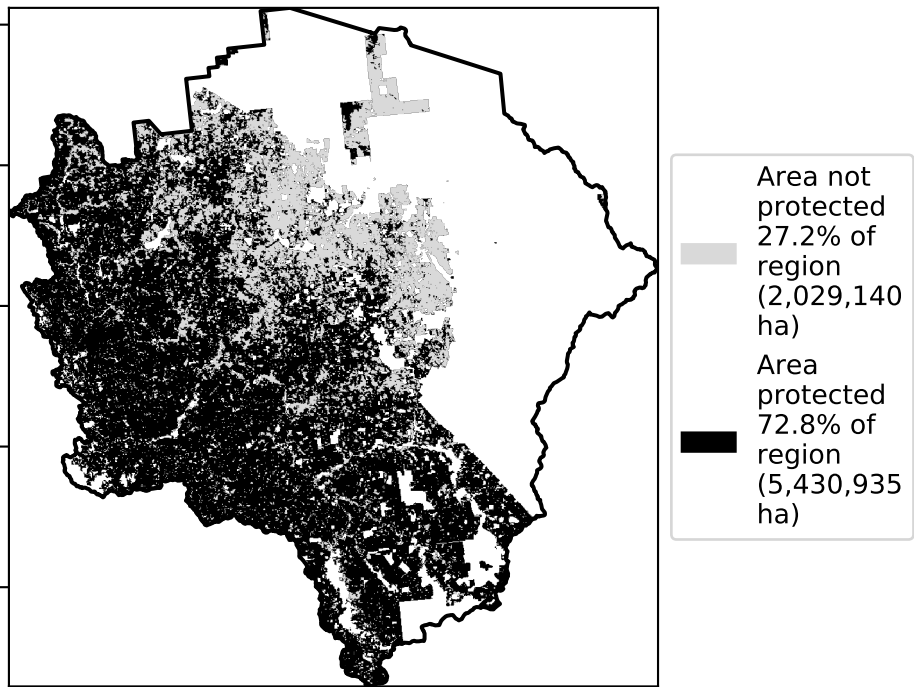 Area not
protected
27.2% of
region
(2,029,140
ha)
Area
protected
72.8% of
region
(5,430,935
ha)